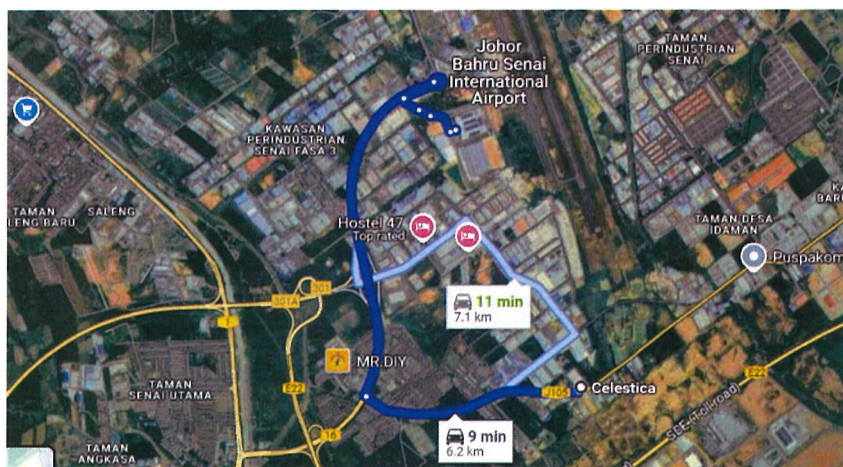 Johor
Bahru Senai
International
Airport
TAMAN
PERINDUSTRIAN
SENAI
KAWASAN
PERINDUSTRIAN
SENAI FASA 3
TAMAN
LENG BARU
SALENG
Hostel 47
Top rated
TAMAN DESA
IDAMAN
BARU
Puspakom
301
301A
11 min
7.1 km
1
MR.DIY
E22
TAMAN
SENAI UTAMA
J105
Celestica
E22
SCE (Toll road)
16
9 min
6.2 km
TAMAN
ANGKASA